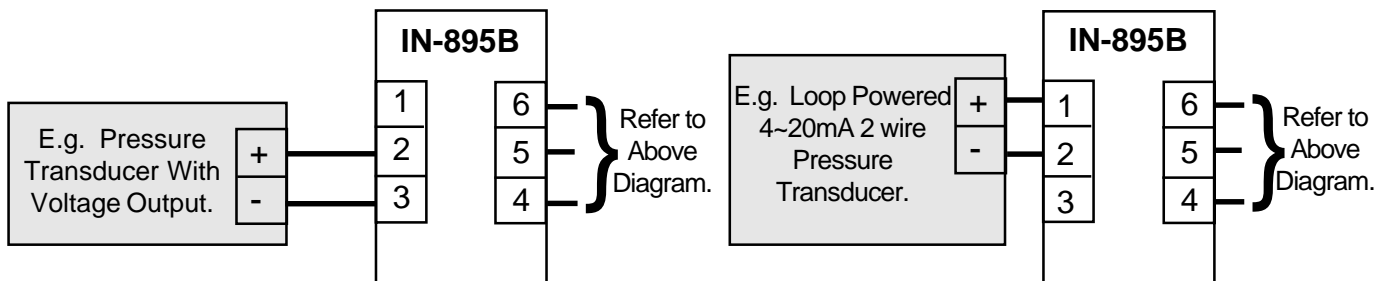 IN-895B
E.g. Pressure
Transducer With
Voltage Output.
+
-
1
2
3
6
5
4
}
Refer to
Above
Diagram.
IN-895B
E.g. Loop Powered
4~20mA 2 wire
Pressure
Transducer.
+
-
1
2
3
6
5
4
}
Refer to
Above
Diagram.